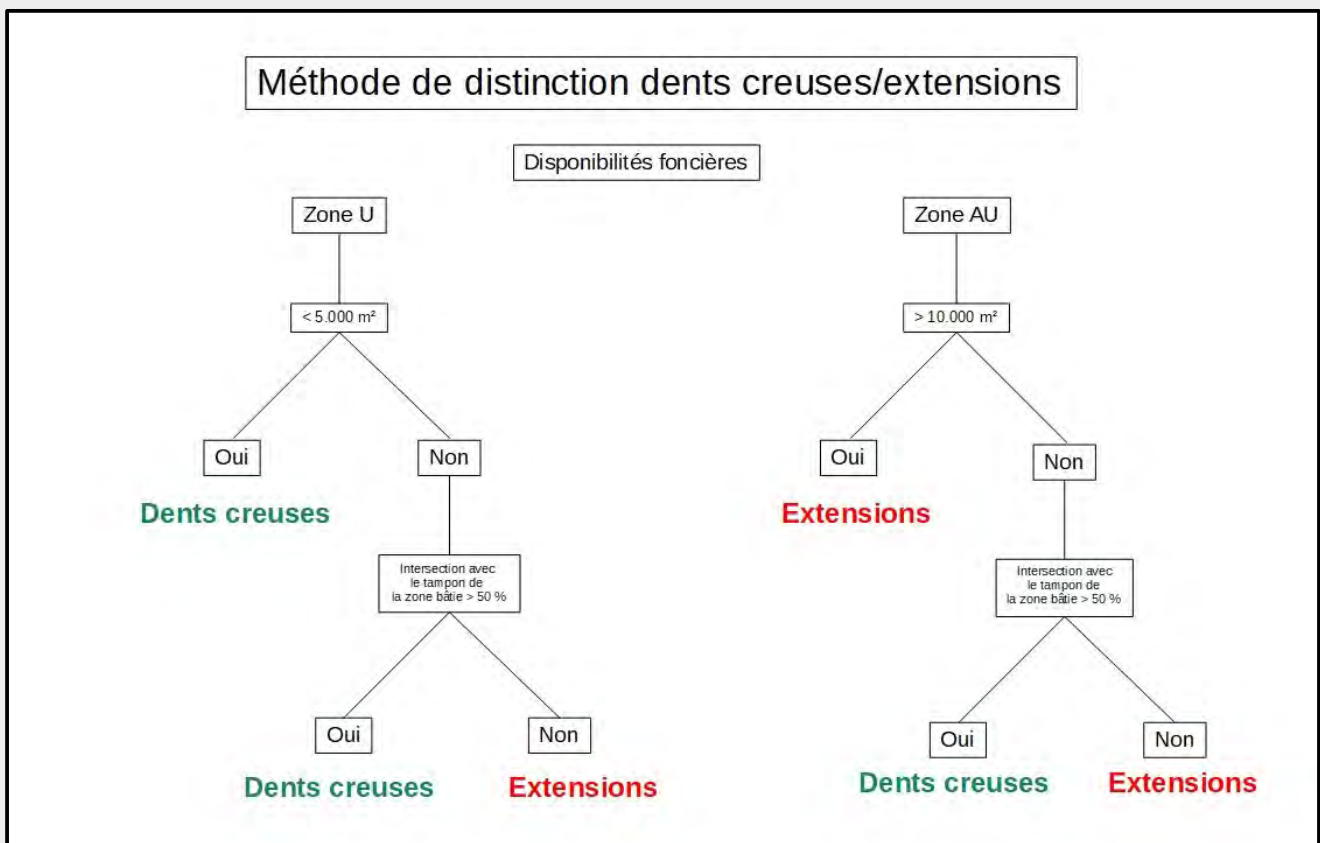 Méthode de distinction dents creuses/extensions
Disponibilités foncières
Zone U
Zone AU
< 5.000 m²
> 10.000 m²
Oui
Non
Oui
Non
Dents creuses
Extensions
Intersection avec
le tampon de
la zone bâtie > 50 %
Intersection avec
le tampon de
la zone bâtie > 50 %
Oui
Non
Oui
Non
Dents creuses
Extensions
Dents creuses
Extensions